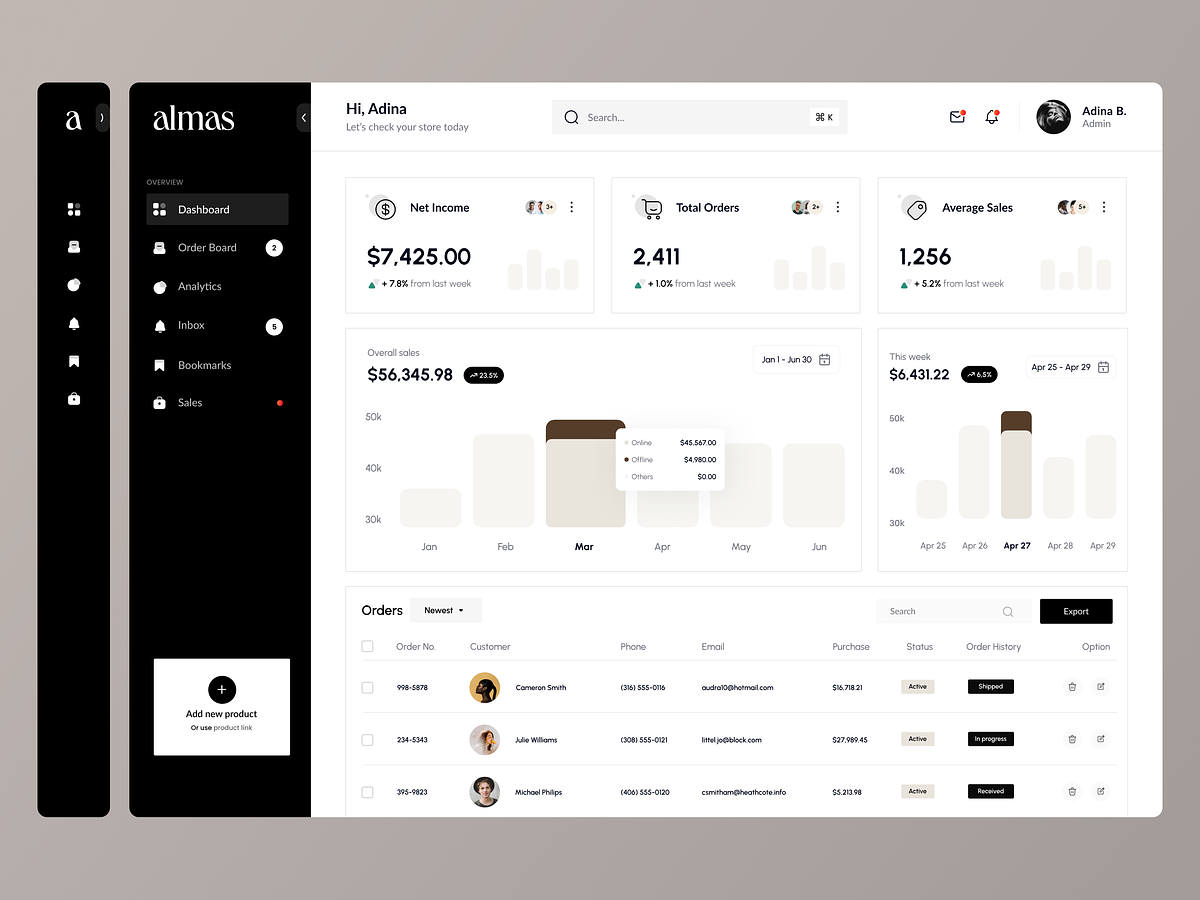 a
almas
OVERVIEW
Dashboard
Order Board 2
Analytics
Inbox 5
Bookmarks
Sales
Add new product
Or use product link
Hi, Adina
Let's check your store today
Search...
⌘ K
Adina B.
Admin
Net Income
3+
$7,425.00
+ 7.8% from last week
Total Orders
2+
2,411
+ 1.0% from last week
Average Sales
5+
1,256
+ 5.2% from last week
Overall sales
$56,345.98
23.5%
Jan 1 - Jun 30
50k
40k
30k
Online $45,567.00
Offline $4,980.00
Others $0.00
Jan Feb Mar Apr May Jun
This week
$6,431.22
6,5%
Apr 25 - Apr 29
50k
40k
30k
Apr 25 Apr 26 Apr 27 Apr 28 Apr 29
Orders
Newest
Search
Export
Order No. Customer Phone Email Purchase Status Order History Option
998-5878 Cameron Smith (316) 555-0116 audra10@hotmail.com $16,718.21 Active Shipped
234-5343 Julie Williams (308) 555-0121 littel.jo@block.com $27,989.45 Active In progress
395-9823 Michael Philips (406) 555-0120 csmitham@heathcote.info $5,213.98 Active Received